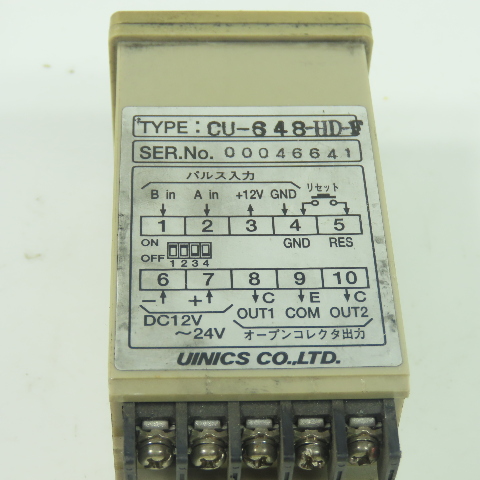 TYPE: CU-648-HD-F
SER.No. 00046641
パルス入力
リセット
B in A in +12V GND
1 2 3 4 5
ON
OFF
1 2 3 4
GND RES
6 7 8 9 10
− + C E C
DC12V
～24V
OUT1 COM OUT2
オープンコレクタ出力
UINICS CO.,LTD.